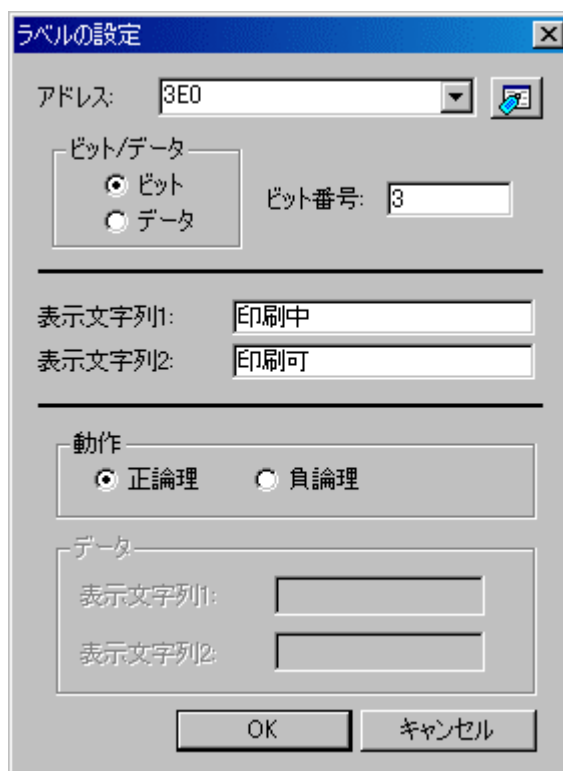 ラベルの設定
アドレス: 3E0
ビット/データ
ビット
データ
ビット番号: 3
表示文字列1: 印刷中
表示文字列2: 印刷可
動作
正論理 負論理
データ
表示文字列1:
表示文字列2:
OK キャンセル